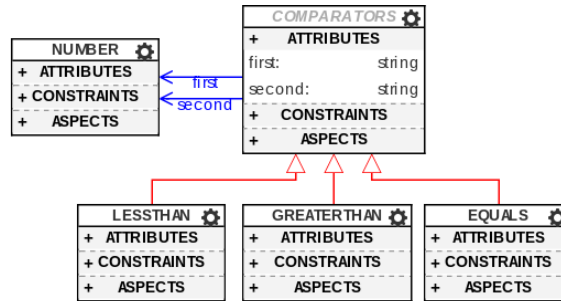 COMPARATORS
+ ATTRIBUTES
first: string
second: string
+ CONSTRAINTS
+ ASPECTS
NUMBER
+ ATTRIBUTES
+ CONSTRAINTS
+ ASPECTS
first
second
LESSTHAN
+ ATTRIBUTES
+ CONSTRAINTS
+ ASPECTS
GREATERTHAN
+ ATTRIBUTES
+ CONSTRAINTS
+ ASPECTS
EQUALS
+ ATTRIBUTES
+ CONSTRAINTS
+ ASPECTS